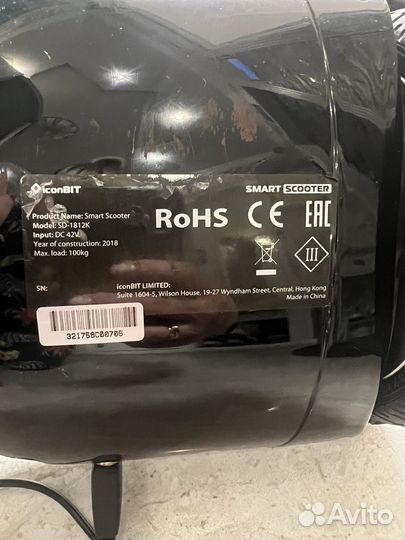 iconBIT
SMART SCOOTER
Product Name: Smart Scooter
Model: SD-1812K
Input: DC 42V
Year of construction: 2018
Max. load: 100kg
RoHS CE EAC
III
SN:
iconBIT LIMITED:
Suite 1604-5, Wilson House, 19-27 Wyndham Street, Central, Hong Kong
Made in China
321758C00705
Avito